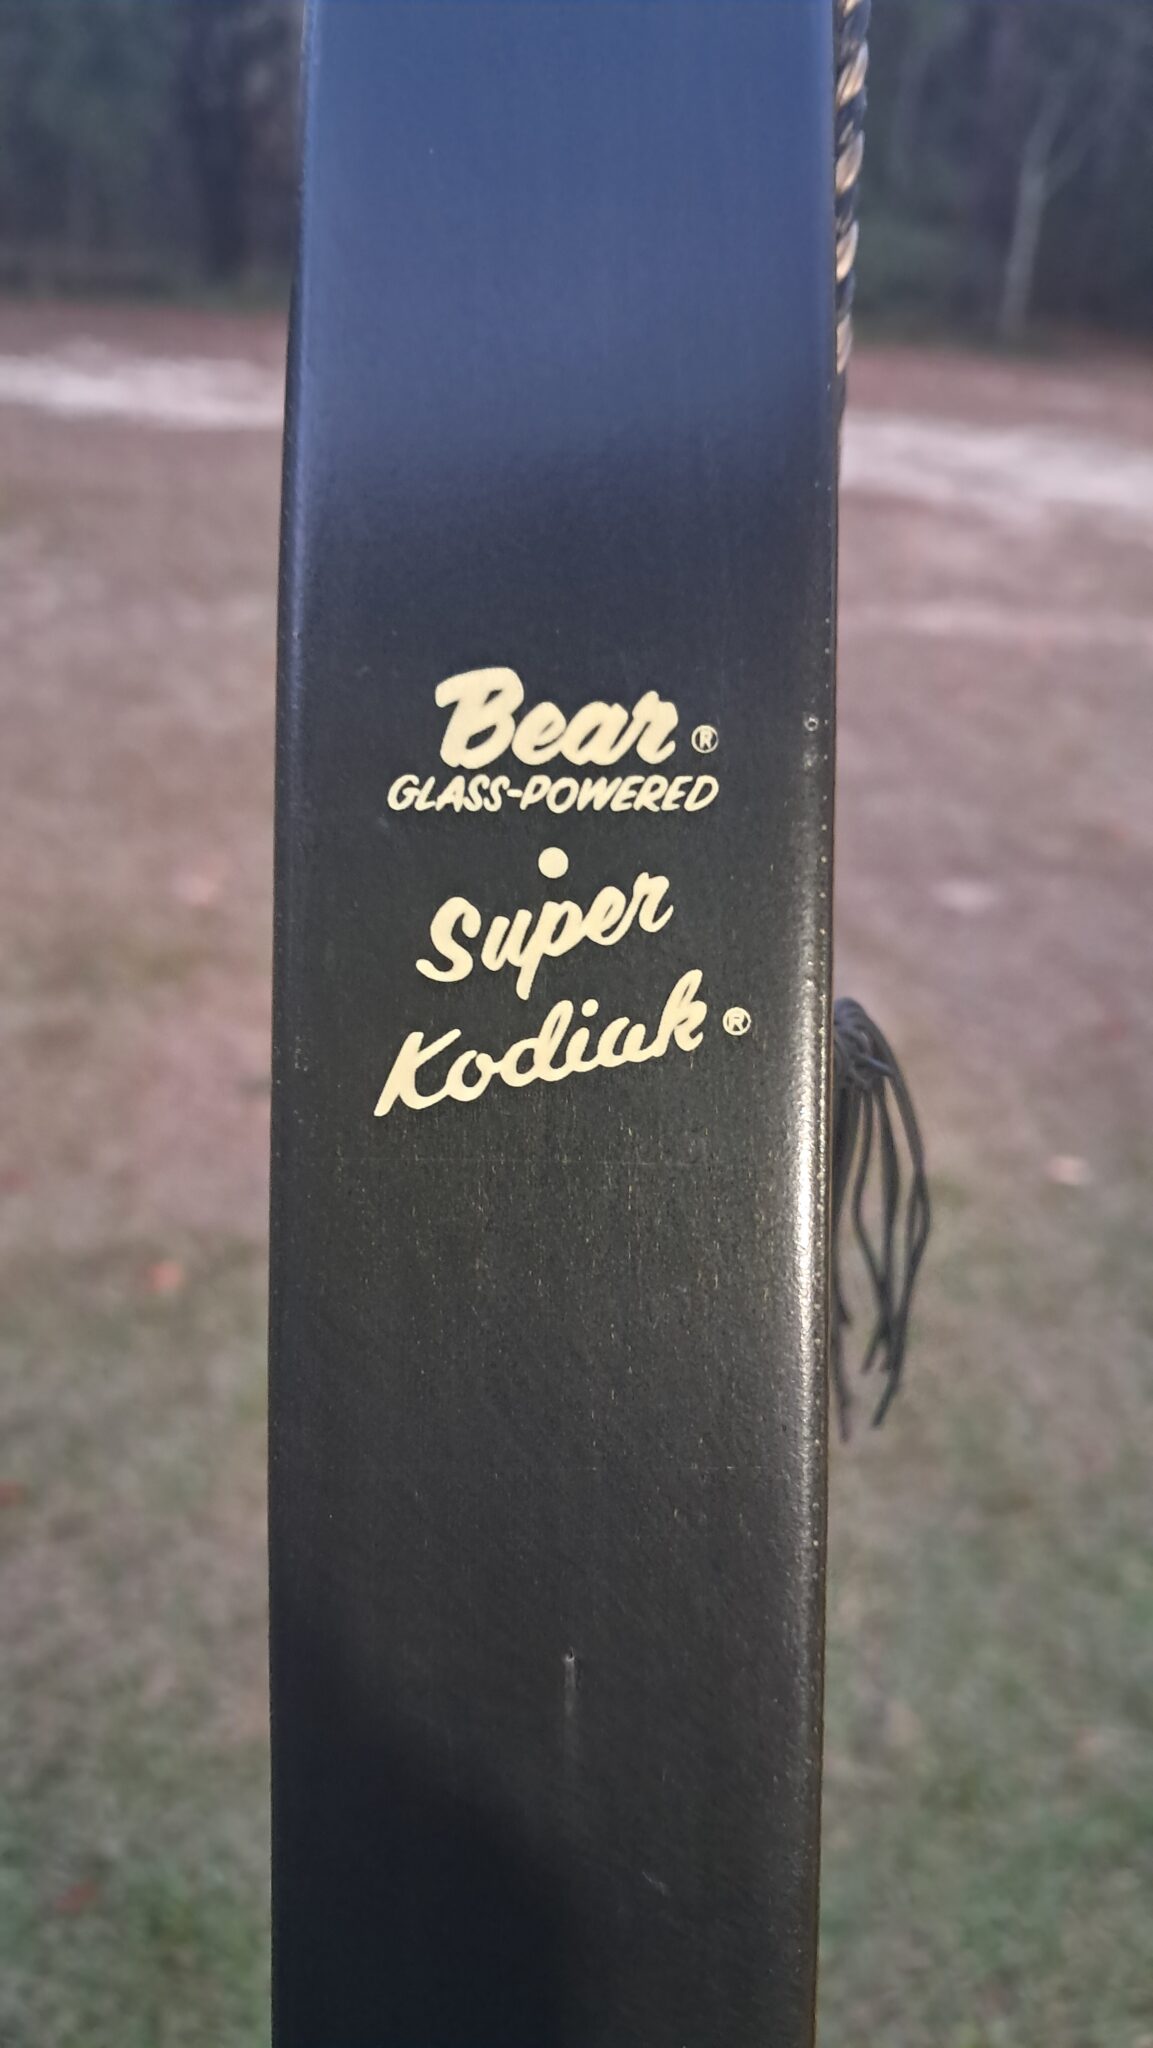 Bear®
GLASS-POWERED
•
Super
Kodiak®